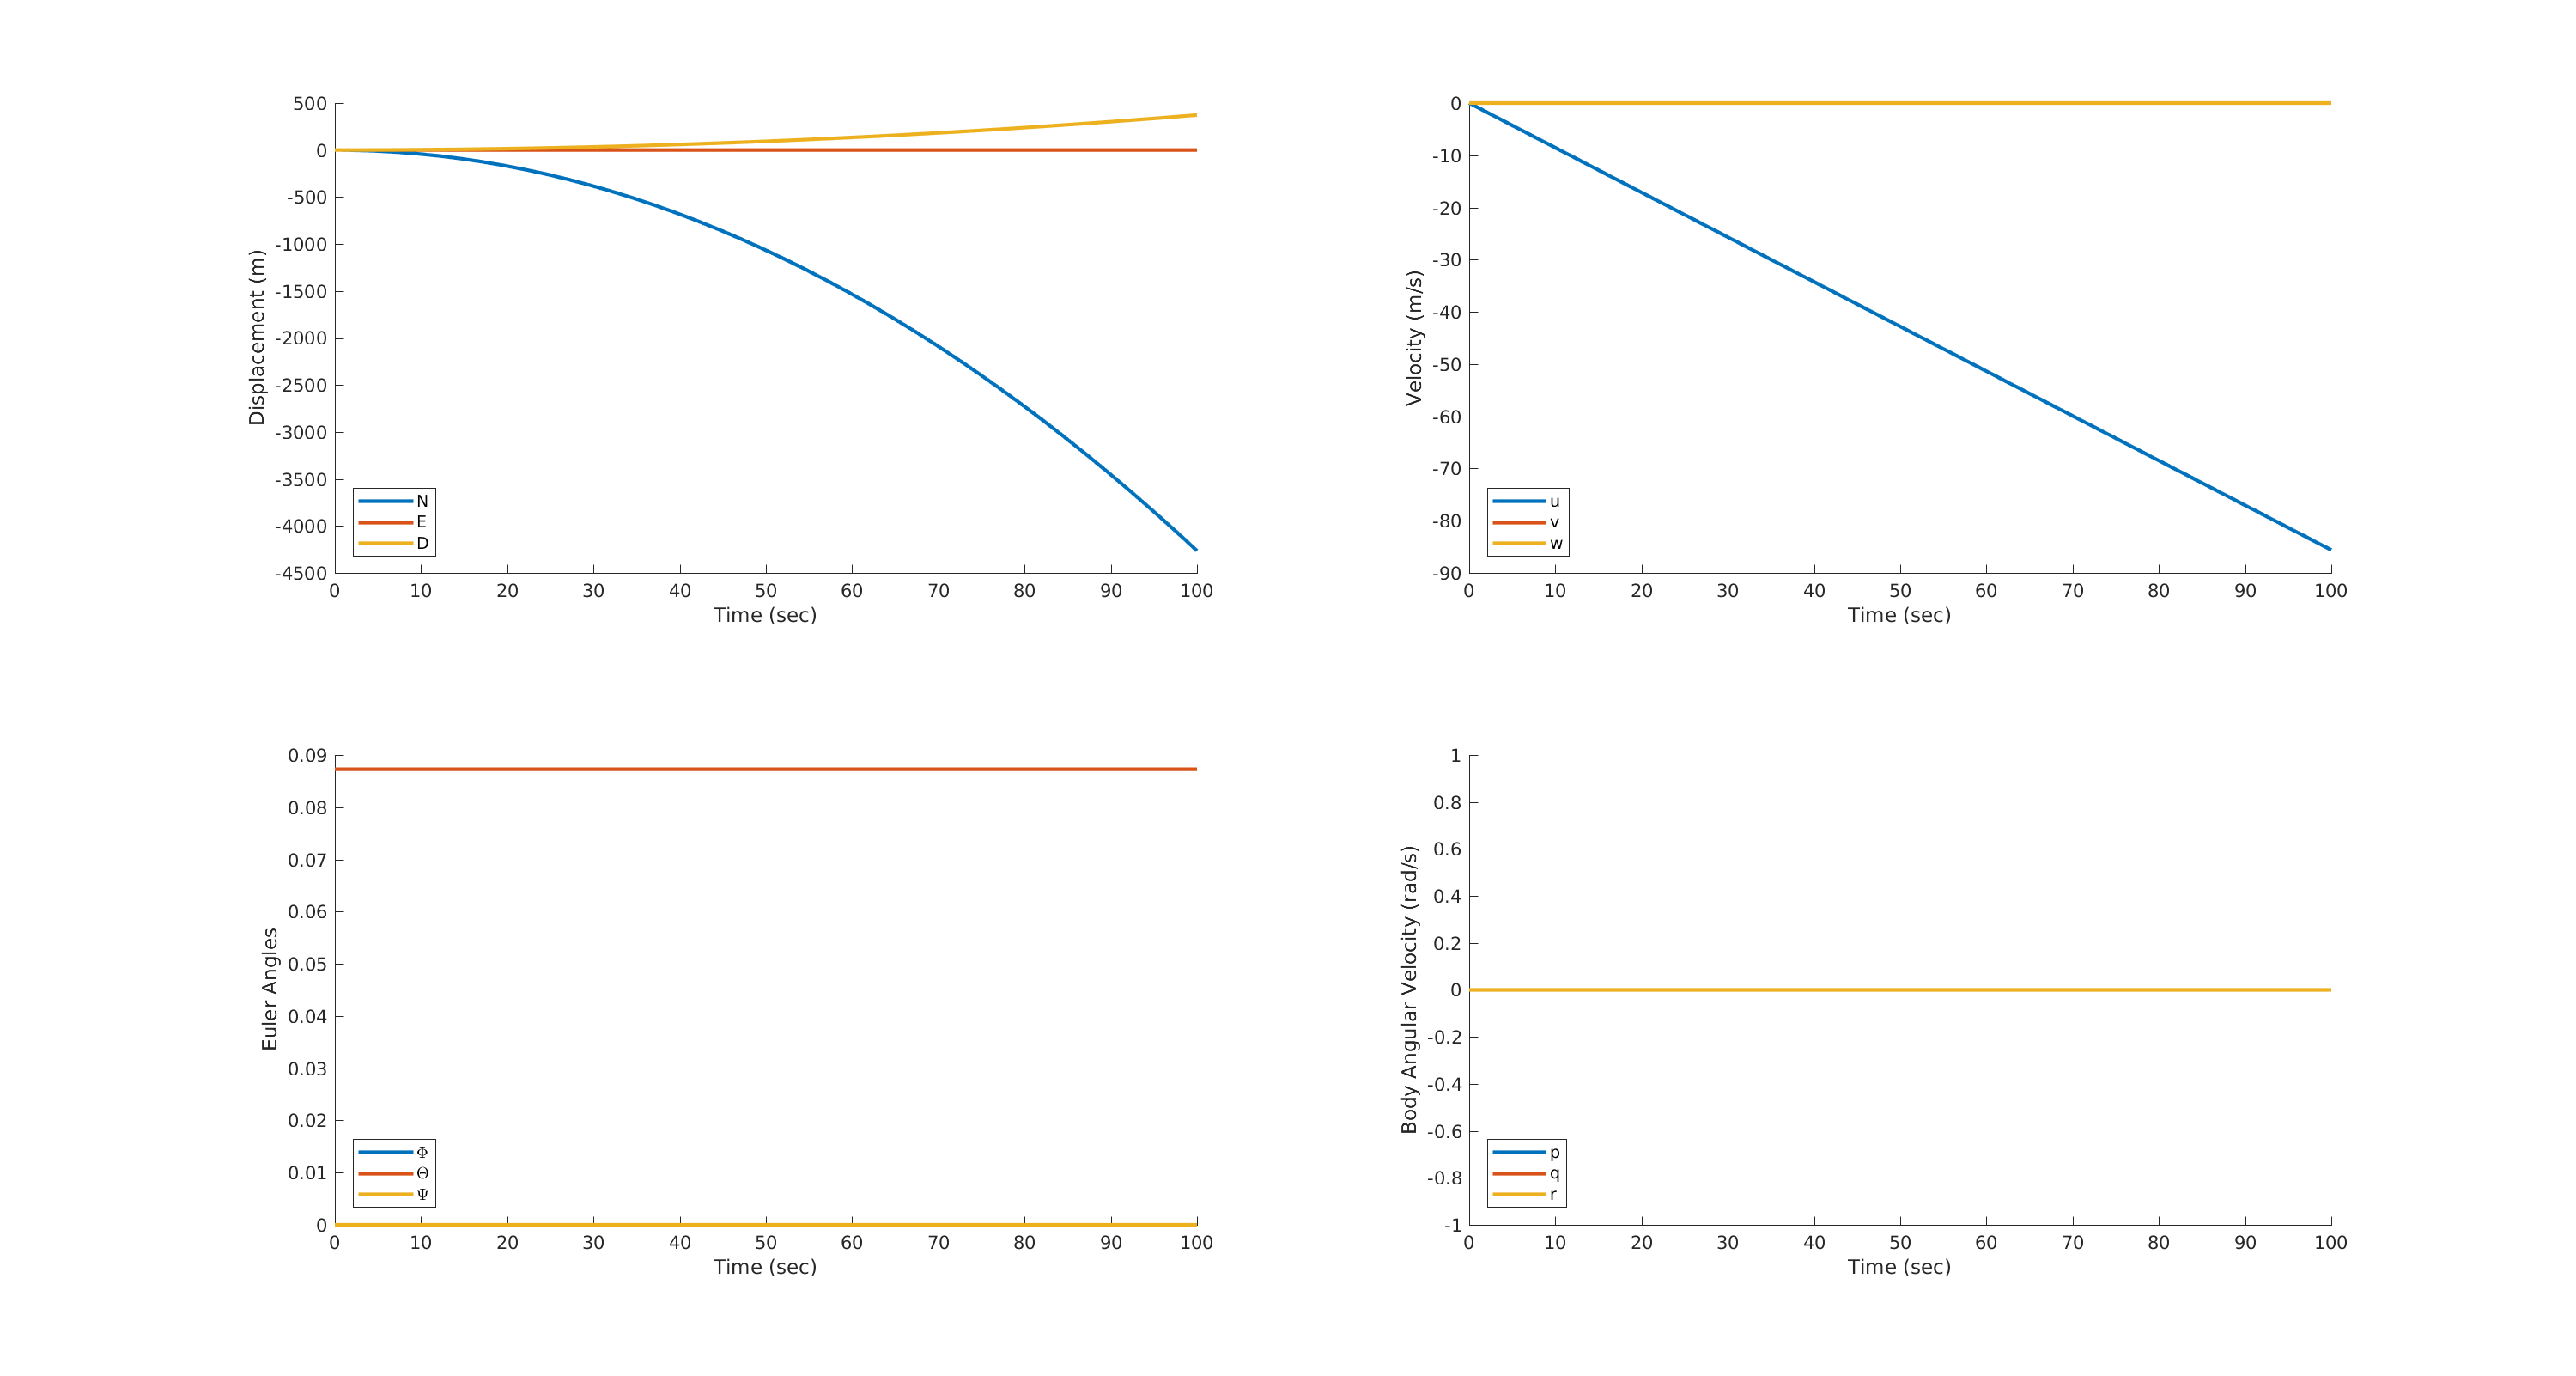 500
0
-500
-1000
-1500
-2000
-2500
-3000
-3500
-4000
-4500
Displacement (m)
N
E
D
0 10 20 30 40 50 60 70 80 90 100
Time (sec)
0
-10
-20
-30
-40
-50
-60
-70
-80
-90
Velocity (m/s)
u
v
w
0 10 20 30 40 50 60 70 80 90 100
Time (sec)
0.09
0.08
0.07
0.06
0.05
0.04
0.03
0.02
0.01
0
Euler Angles
Φ
Θ
Ψ
0 10 20 30 40 50 60 70 80 90 100
Time (sec)
1
0.8
0.6
0.4
0.2
0
-0.2
-0.4
-0.6
-0.8
-1
Body Angular Velocity (rad/s)
p
q
r
0 10 20 30 40 50 60 70 80 90 100
Time (sec)